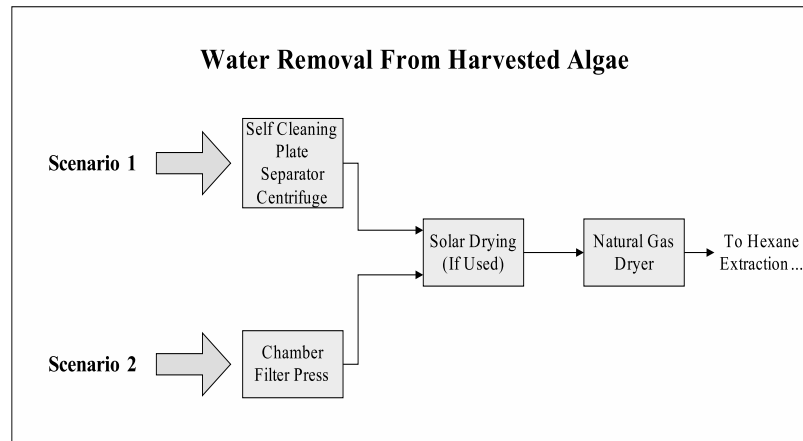 Water Removal From Harvested Algae
Scenario 1
Self Cleaning
Plate
Separator
Centrifuge
Solar Drying
(If Used)
Natural Gas
Dryer
To Hexane
Extraction ...
Scenario 2
Chamber
Filter Press